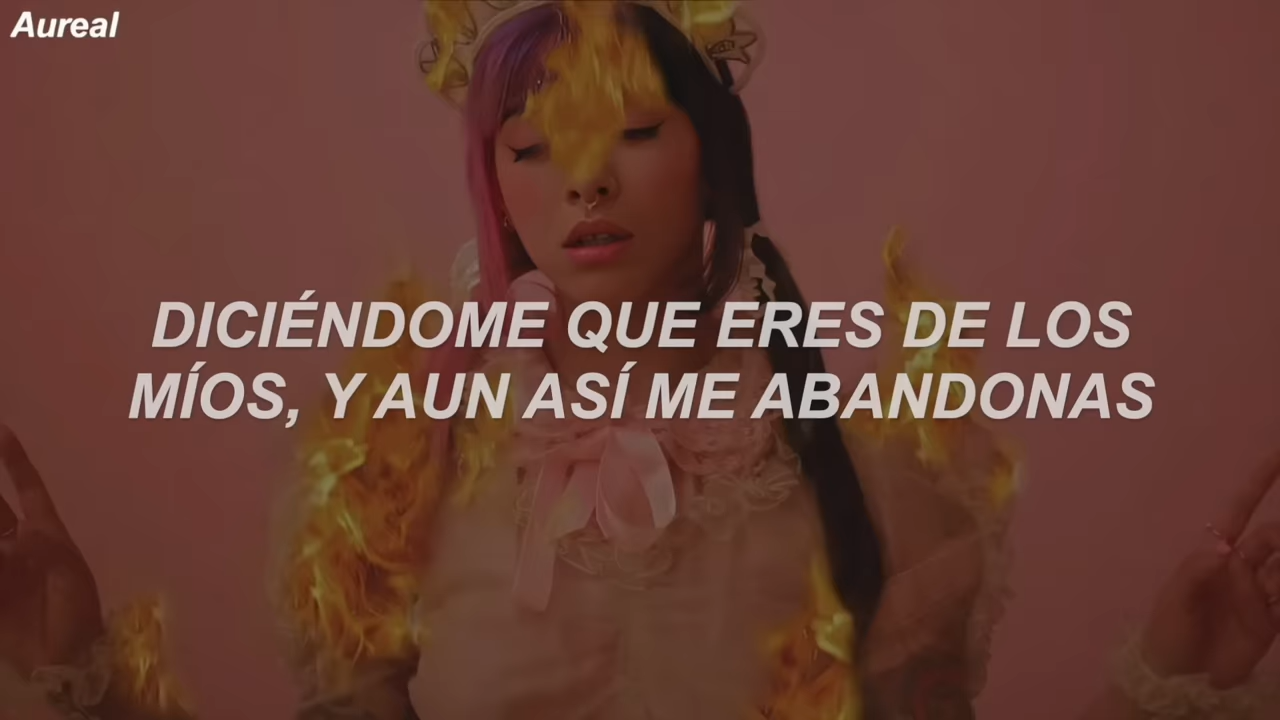 Aureal
DICIÉNDOME QUE ERES DE LOS
MÍOS, Y AUN ASÍ ME ABANDONAS